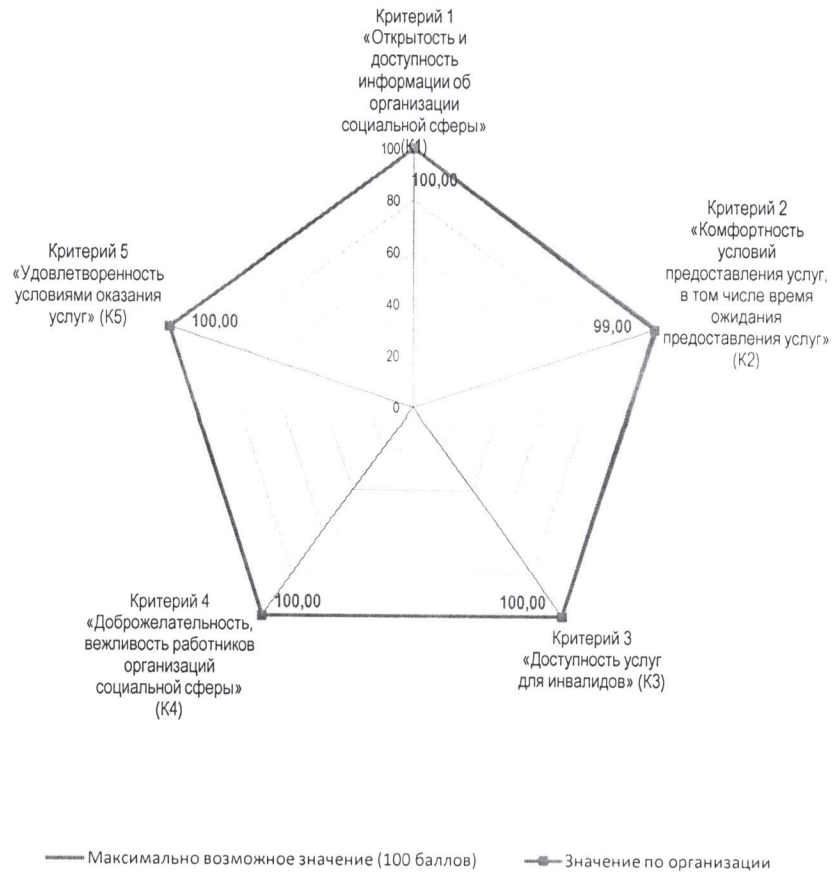 Критерий 1
«Открытость и
доступность
информации об
организации
социальной сферы»
(К1)
100
100,00
80
60
40
20
0
Критерий 2
«Комфортность
условий
предоставления услуг,
в том числе время
ожидания
предоставления услуг»
(К2)
99,00
Критерий 5
«Удовлетворенность
условиями оказания
услуг» (К5)
100,00
Критерий 4
«Доброжелательность,
вежливость работников
организаций
социальной сферы»
(К4)
100,00
100,00
Критерий 3
«Доступность услуг
для инвалидов» (К3)
Максимально возможное значение (100 баллов)
Значение по организации